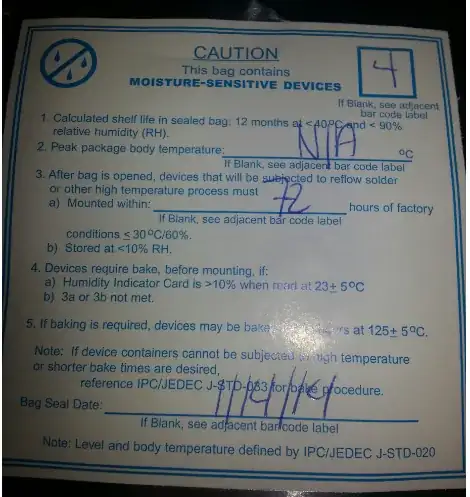 CAUTION
This bag contains
MOISTURE-SENSITIVE DEVICES
4
If Blank, see adjacent
bar code label
1. Calculated shelf life in sealed bag: 12 months at <40ºC and < 90%
relative humidity (RH).
2. Peak package body temperature: N/A ºC
If Blank, see adjacent bar code label
3. After bag is opened, devices that will be subjected to reflow solder
or other high temperature process must
a) Mounted within: 72 hours of factory
If Blank, see adjacent bar code label
conditions ≤ 30ºC/60%.
b) Stored at <10% RH.
4. Devices require bake, before mounting, if:
a) Humidity Indicator Card is >10% when read at 23± 5ºC
b) 3a or 3b not met.
5. If baking is required, devices may be baked at 125± 5ºC.
Note: If device containers cannot be subjected to high temperature
or shorter bake times are desired,
reference IPC/JEDEC J-STD-033 for bake procedure.
Bag Seal Date: 1/14/14
If Blank, see adjacent bar code label
Note: Level and body temperature defined by IPC/JEDEC J-STD-020